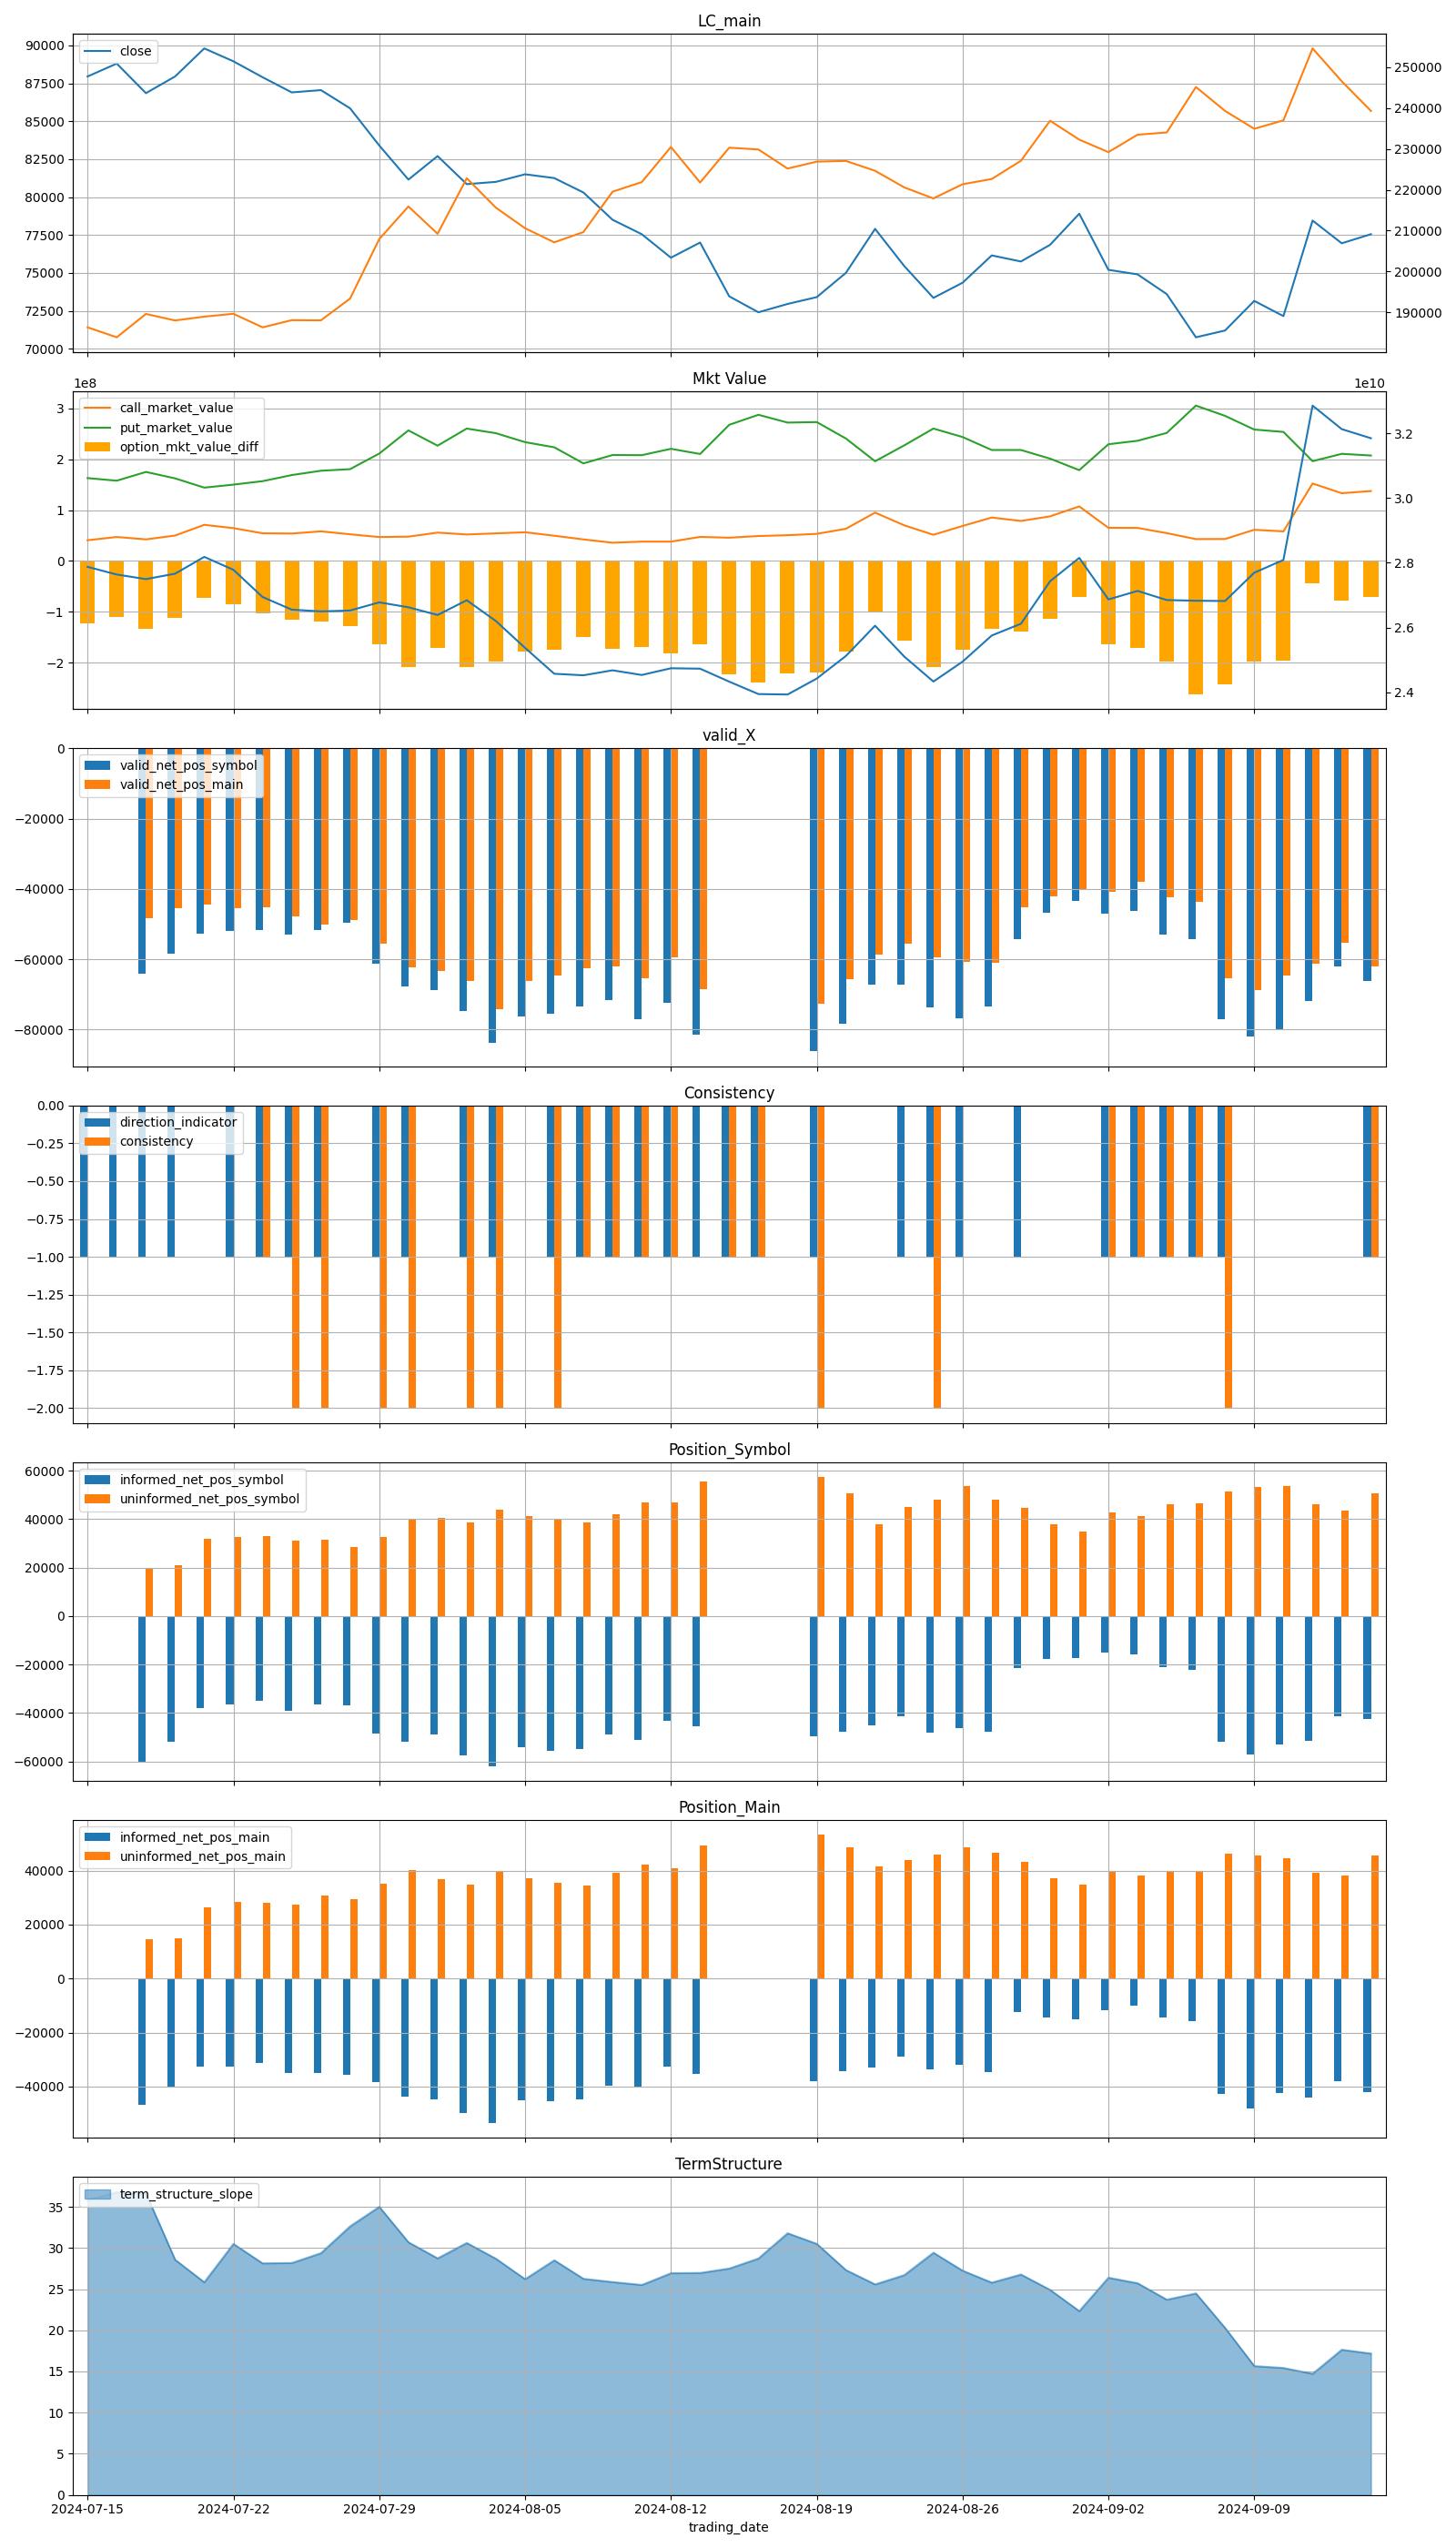 LC_main
close
90000
87500
85000
82500
80000
77500
75000
72500
70000
250000
240000
230000
220000
210000
200000
190000
Mkt Value
1e8
1e10
call_market_value
put_market_value
option_mkt_value_diff
3
2
1
0
−1
−2
3.2
3.0
2.8
2.6
2.4
valid_X
valid_net_pos_symbol
valid_net_pos_main
0
−20000
−40000
−60000
−80000
Consistency
direction_indicator
consistency
0.00
−0.25
−0.50
−0.75
−1.00
−1.25
−1.50
−1.75
−2.00
Position_Symbol
informed_net_pos_symbol
uninformed_net_pos_symbol
60000
40000
20000
0
−20000
−40000
−60000
Position_Main
informed_net_pos_main
uninformed_net_pos_main
40000
20000
0
−20000
−40000
TermStructure
term_structure_slope
35
30
25
20
15
10
5
0
2024-07-15 2024-07-22 2024-07-29 2024-08-05 2024-08-12 2024-08-19 2024-08-26 2024-09-02 2024-09-09
trading_date